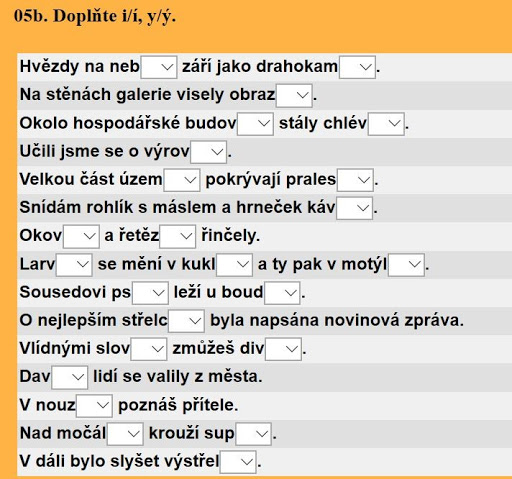 05b. Doplňte i/í, y/ý.
Hvězdy na neb září jako drahokam .
Na stěnách galerie visely obraz .
Okolo hospodářské budov stály chlév .
Učili jsme se o výrov .
Velkou část územ pokrývají prales .
Snídám rohlík s máslem a hrneček káv .
Okov a řetěz řinčely.
Larv se mění v kukl a ty pak v motýl .
Sousedovi ps leží u boud .
O nejlepším střelc byla napsána novinová zpráva.
Vlídnými slov zmůžeš div .
Dav lidí se valily z města.
V nouz poznáš přítele.
Nad močál krouží sup .
V dáli bylo slyšet výstřel .